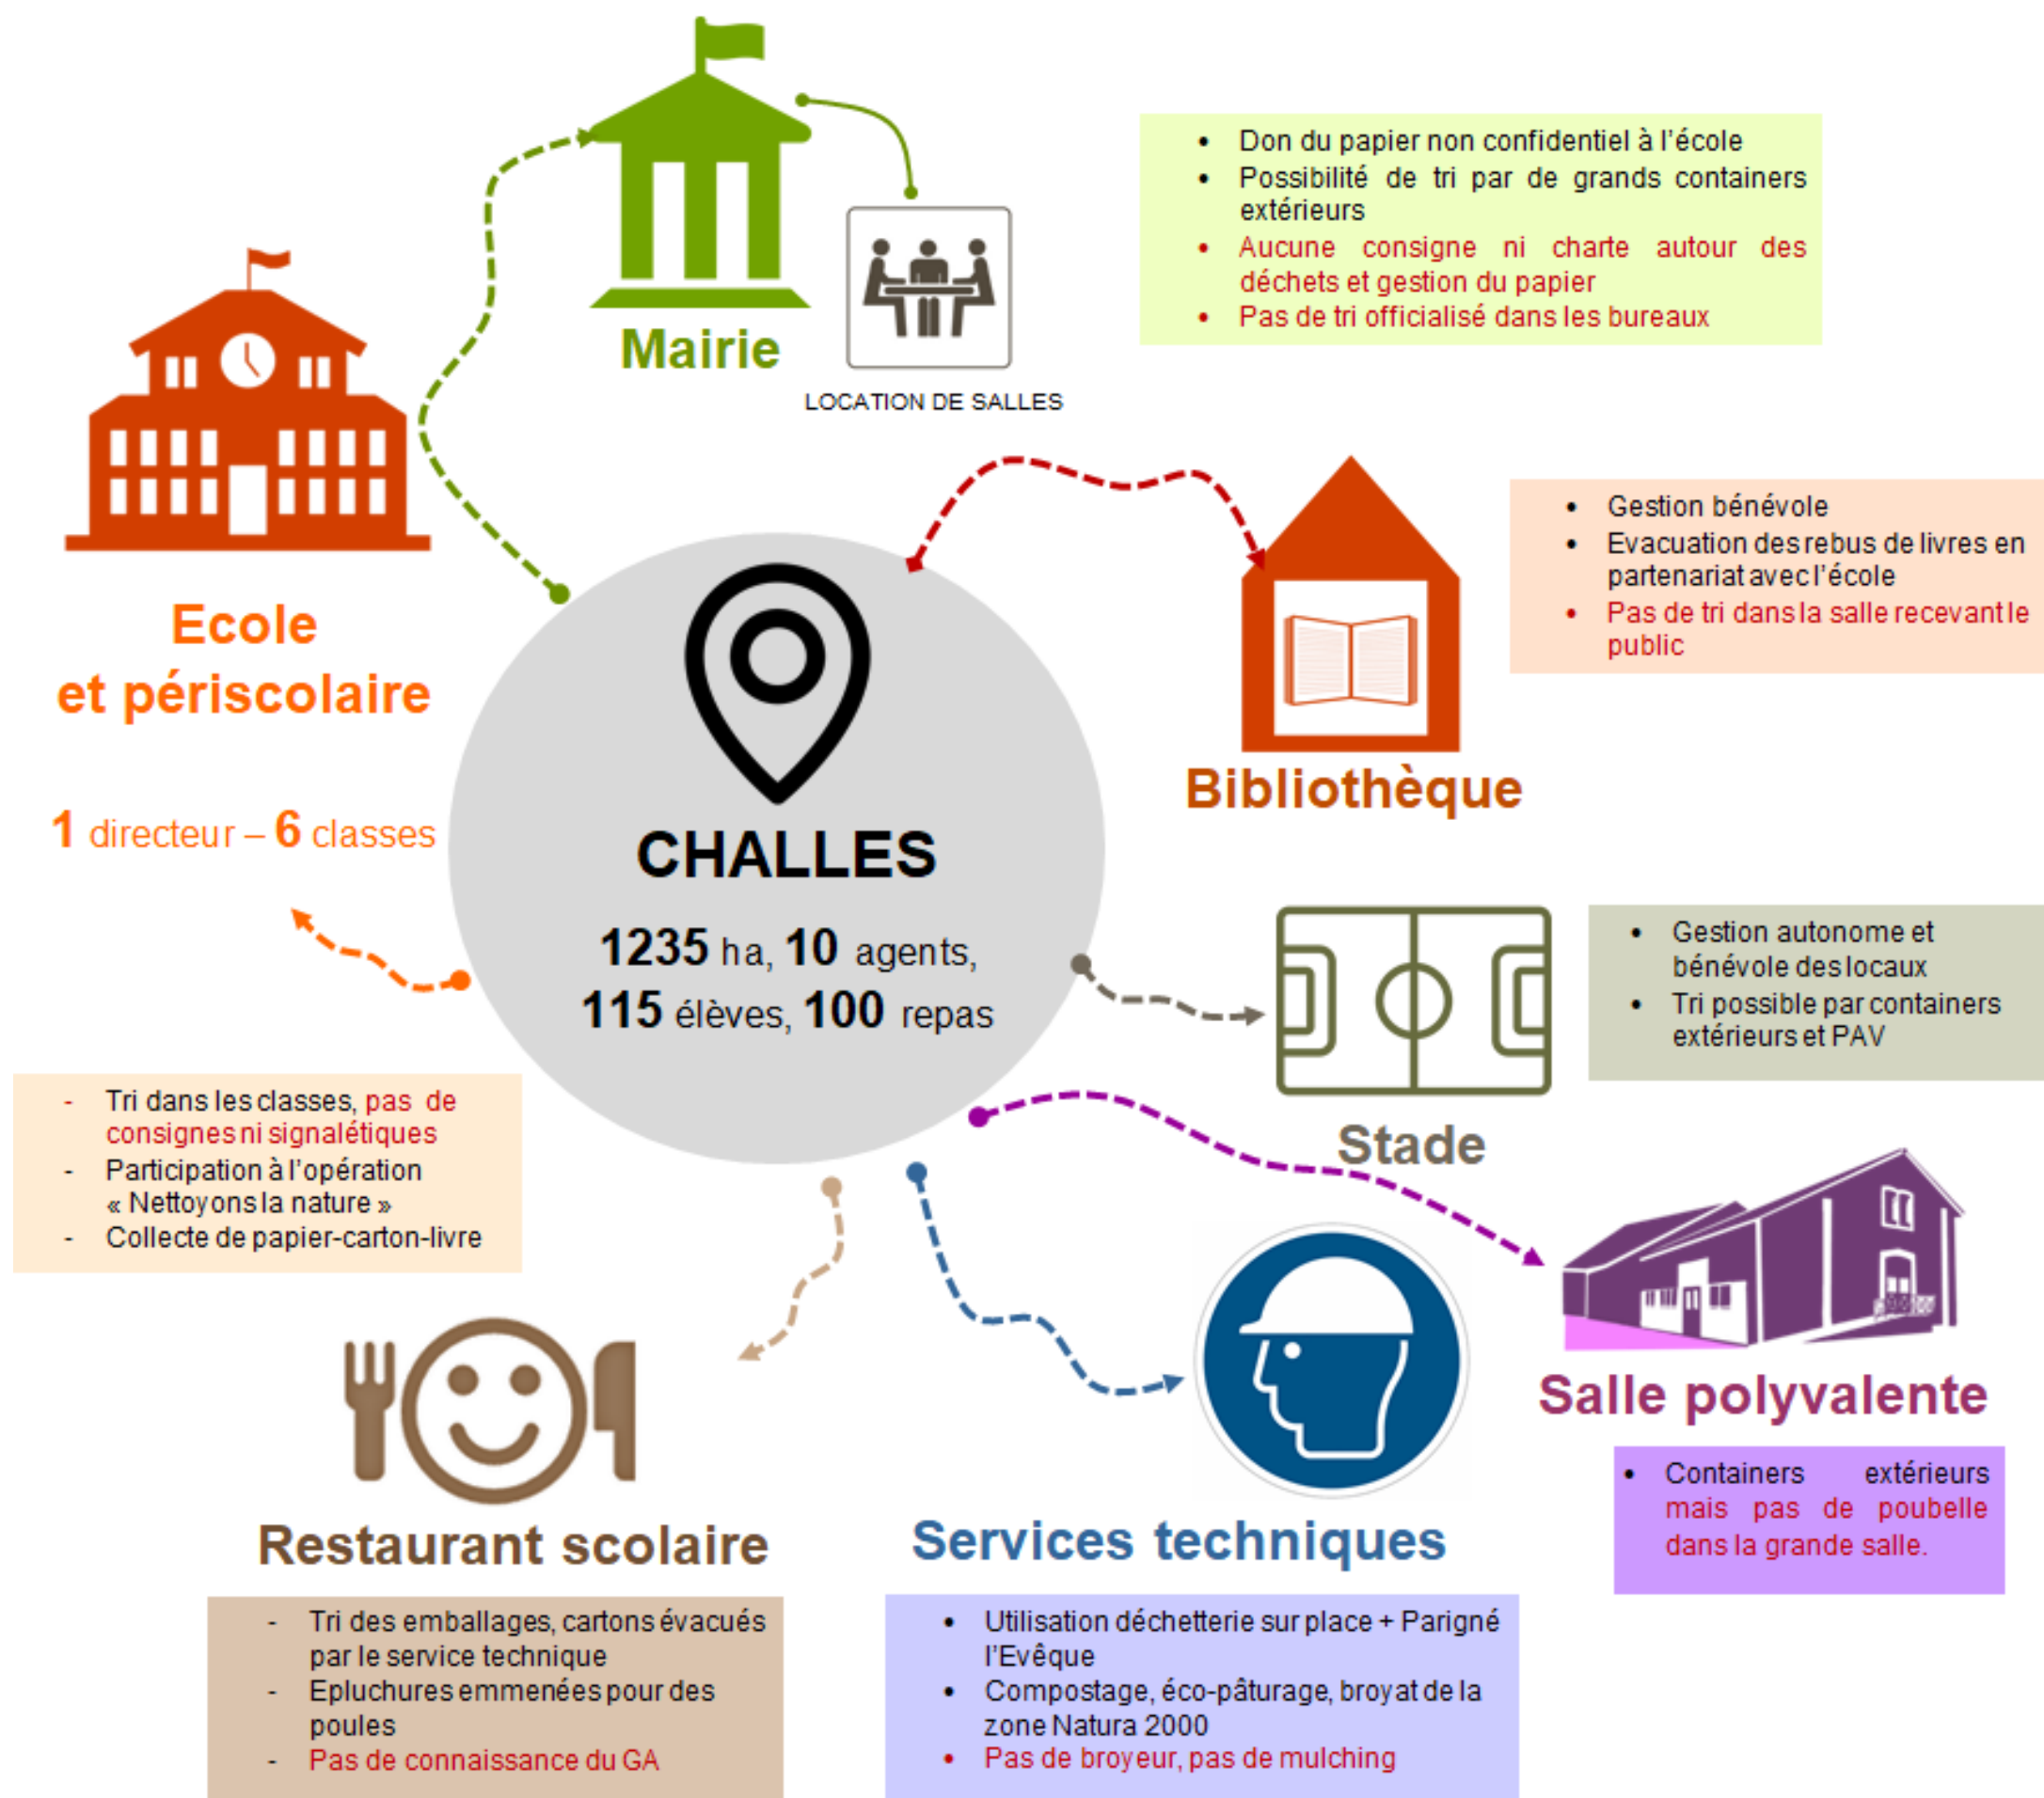 Mairie
LOCATION DE SALLES
• Don du papier non confidentiel à l'école
• Possibilité de tri par de grands containers
extérieurs
• Aucune consigne ni charte autour des
déchets et gestion du papier
• Pas de tri officialisé dans les bureaux
Ecole
et périscolaire
1 directeur – 6 classes
- Tri dans les classes, pas de
consignes ni signalétiques
- Participation à l'opération
« Nettoyons la nature »
- Collecte de papier-carton-livre
CHALLES
1235 ha, 10 agents,
115 élèves, 100 repas
Bibliothèque
• Gestion bénévole
• Evacuation des rebus de livres en
partenariat avec l'école
• Pas de tri dans la salle recevant le
public
Stade
• Gestion autonome et
bénévole des locaux
• Tri possible par containers
extérieurs et PAV
Salle polyvalente
• Containers extérieurs
mais pas de poubelle
dans la grande salle.
Restaurant scolaire
- Tri des emballages, cartons évacués
par le service technique
- Epluchures emmenées pour des
poules
- Pas de connaissance du GA
Services techniques
• Utilisation déchetterie sur place + Parigné
l'Evêque
• Compostage, éco-pâturage, broyat de la
zone Natura 2000
• Pas de broyeur, pas de mulching